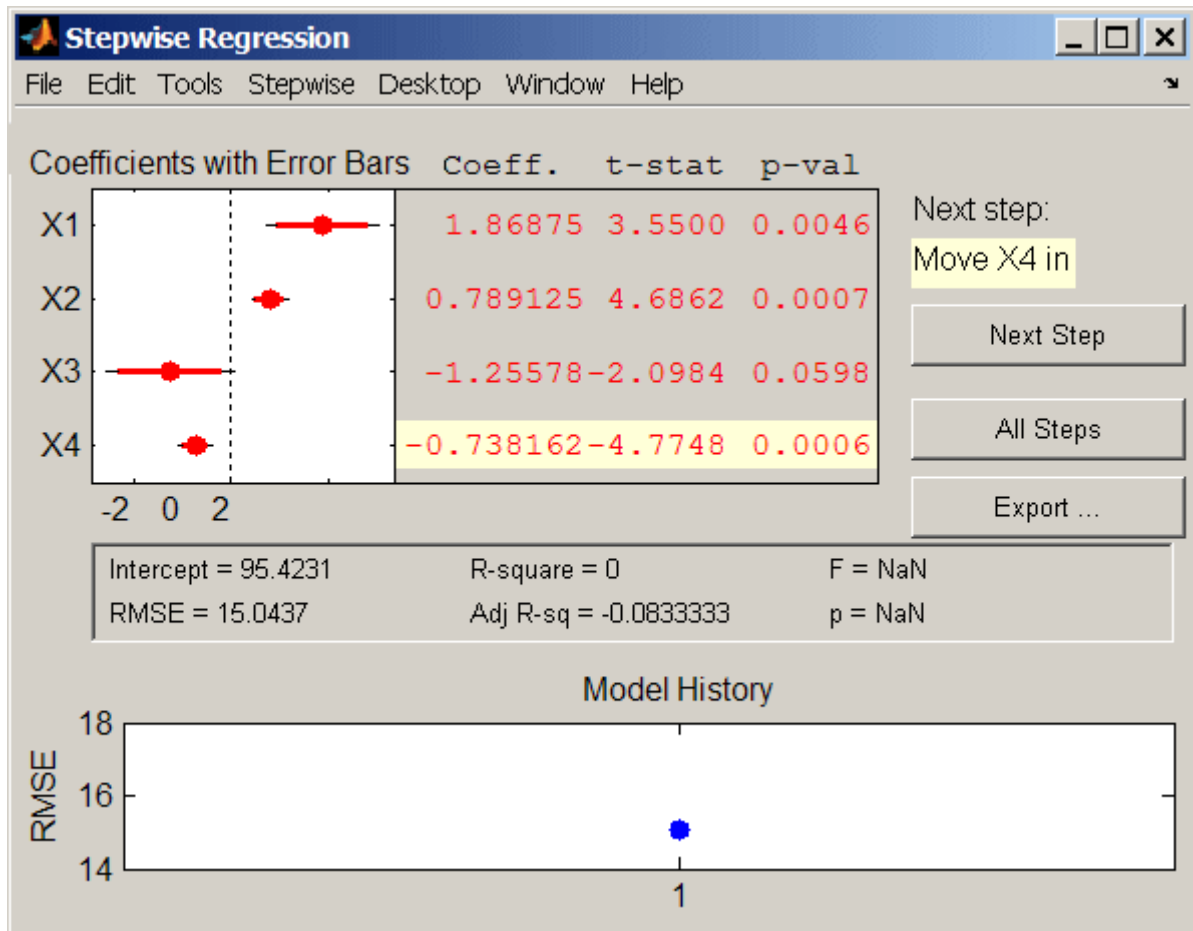 Stepwise Regression
File Edit Tools Stepwise Desktop Window Help
Coefficients with Error Bars Coeff. t-stat p-val
X1 1.86875 3.5500 0.0046
X2 0.789125 4.6862 0.0007
X3 -1.25578 -2.0984 0.0598
X4 -0.738162 -4.7748 0.0006
-2 0 2
Next step:
Move X4 in
Next Step
All Steps
Export ...
Intercept = 95.4231 R-square = 0 F = NaN
RMSE = 15.0437 Adj R-sq = -0.0833333 p = NaN
Model History
RMSE
18
16
14
1